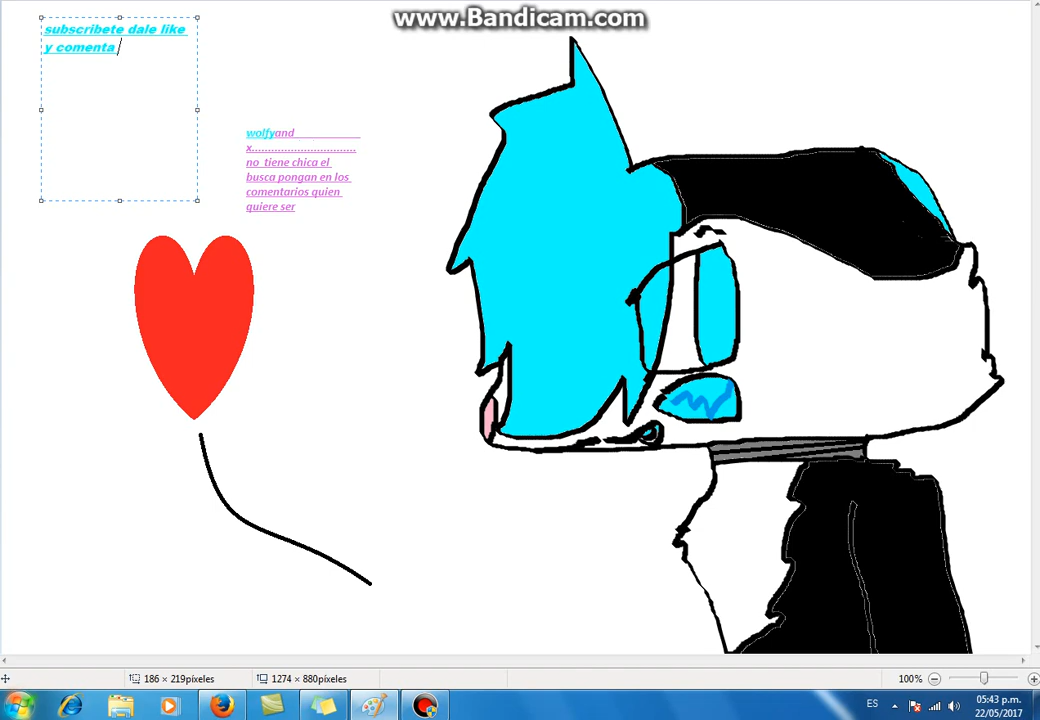 www.Bandicam.com
subscribete dale like
y comenta
wolfyand
x..............................
no tiene chica el
busca pongan en los
comentarios quien
quiere ser
186 × 219píxeles
1274 × 880píxeles
100%
ES
05:43 p.m.
22/05/2017